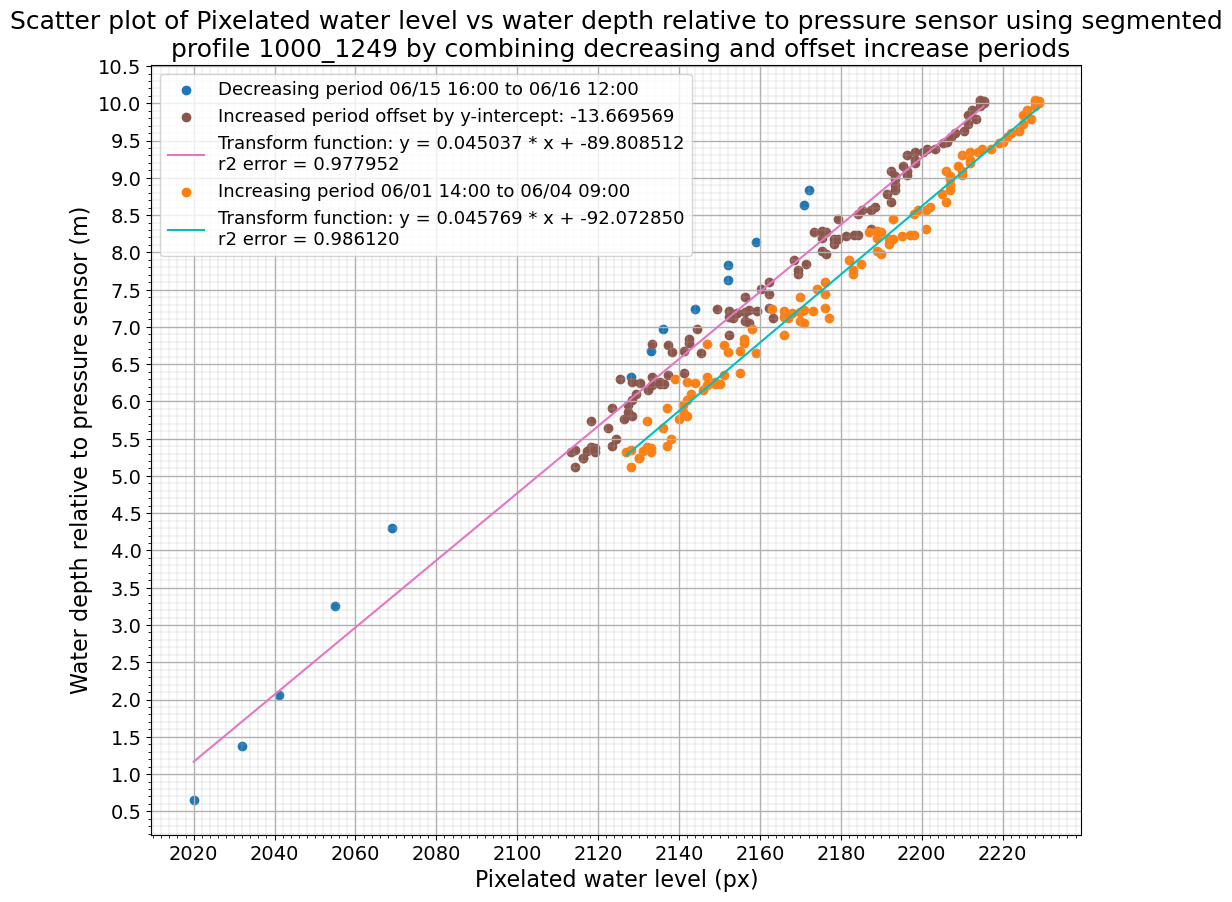 Scatter plot of Pixelated water level vs water depth relative to pressure sensor using segmented
profile 1000_1249 by combining decreasing and offset increase periods
Decreasing period 06/15 16:00 to 06/16 12:00
Increased period offset by y-intercept: -13.669569
Transform function: y = 0.045037 * x + -89.808512
r2 error = 0.977952
Increasing period 06/01 14:00 to 06/04 09:00
Transform function: y = 0.045769 * x + -92.072850
r2 error = 0.986120
Water depth relative to pressure sensor (m)
10.5
10.0
9.5
9.0
8.5
8.0
7.5
7.0
6.5
6.0
5.5
5.0
4.5
4.0
3.5
3.0
2.5
2.0
1.5
1.0
0.5
2020 2040 2060 2080 2100 2120 2140 2160 2180 2200 2220
Pixelated water level (px)